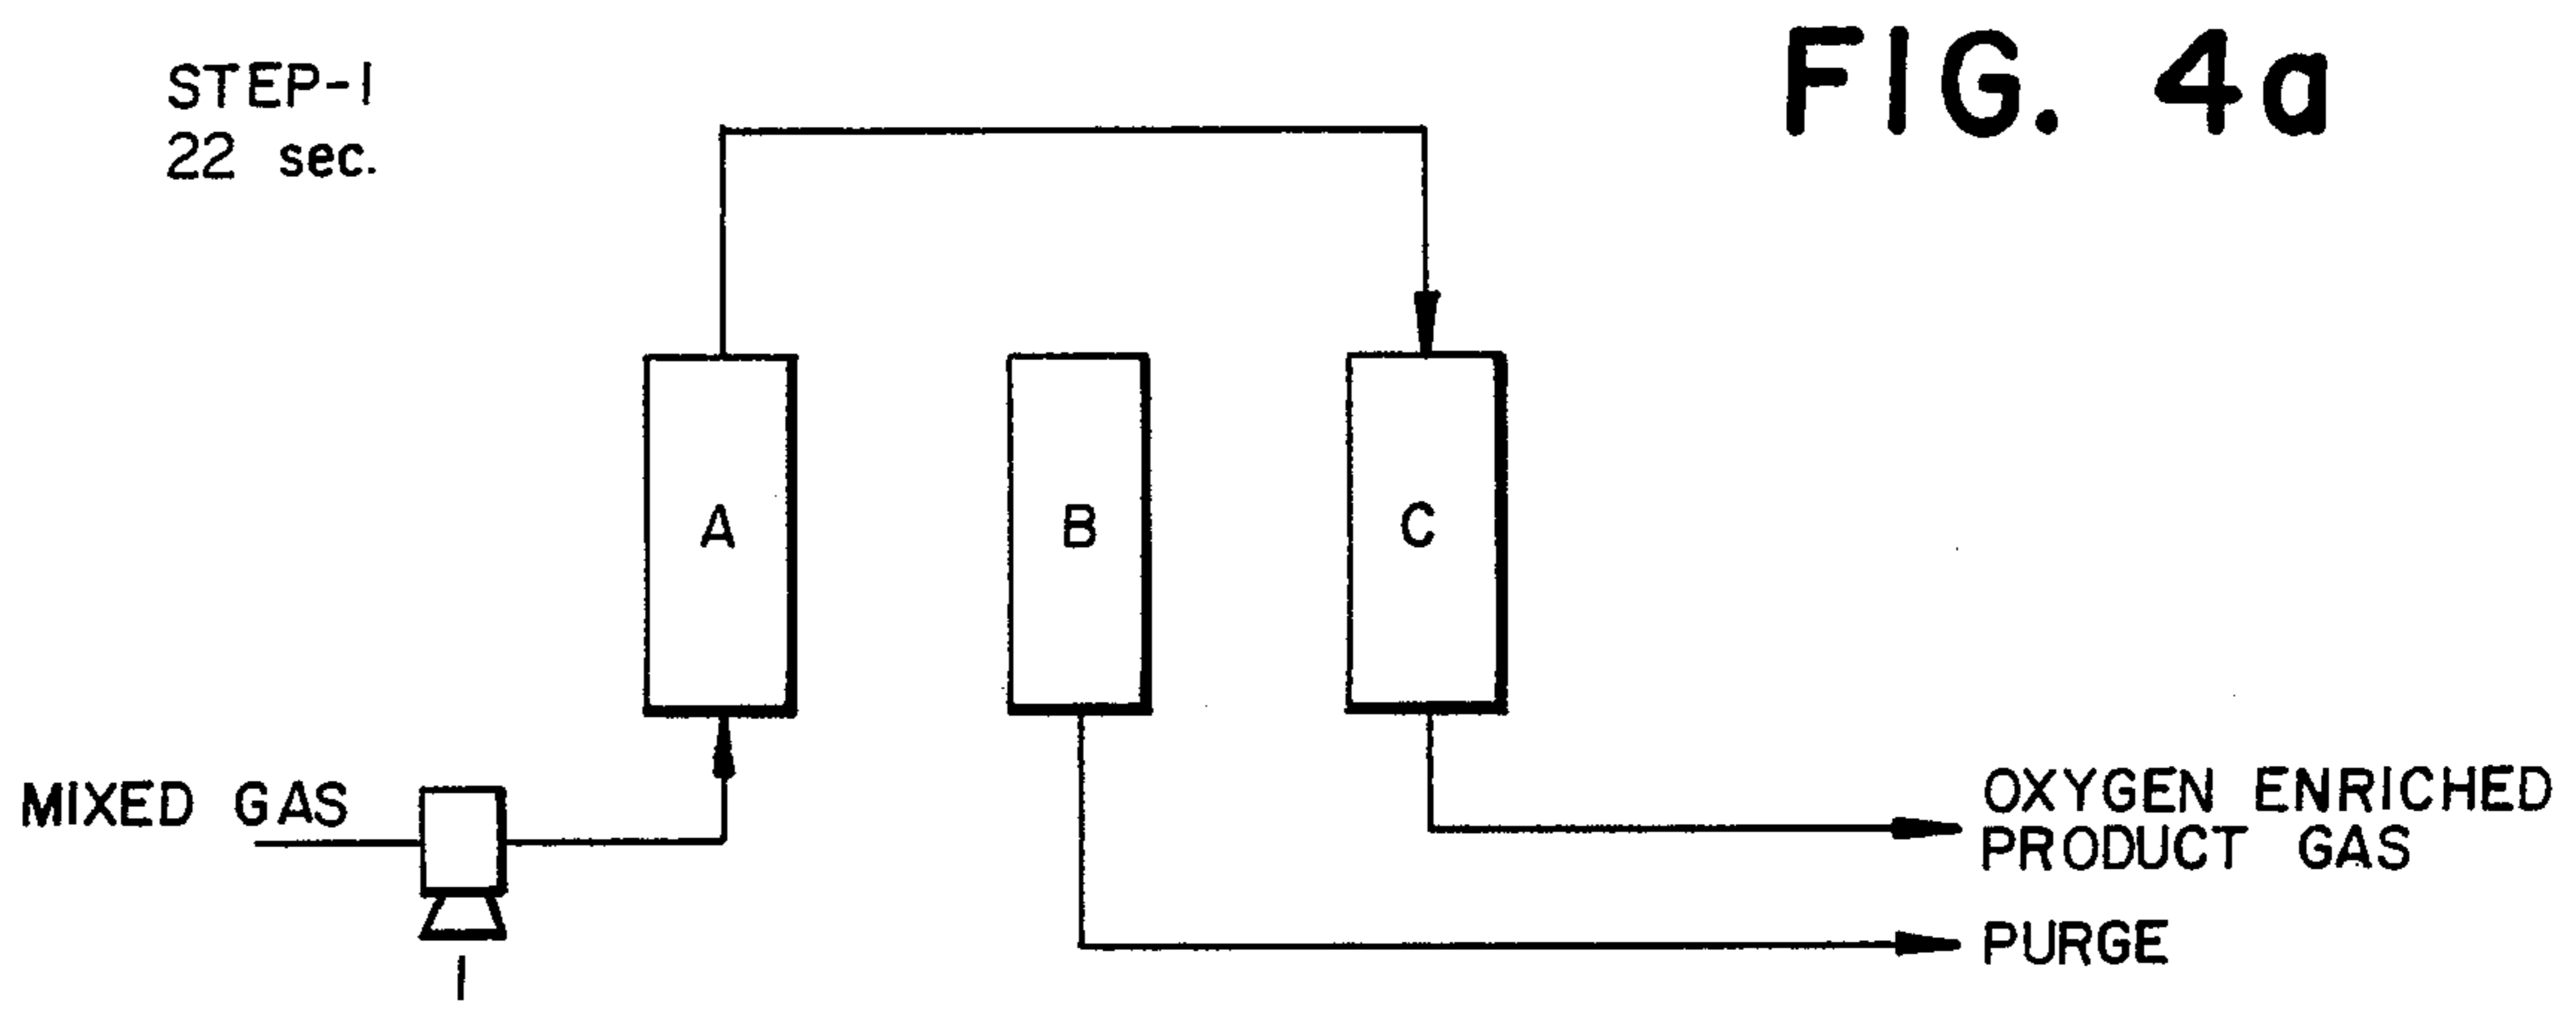 FIG. 4a
STEP-1
22 sec.
A
B
C
MIXED GAS
OXYGEN ENRICHED
PRODUCT GAS
PURGE
1